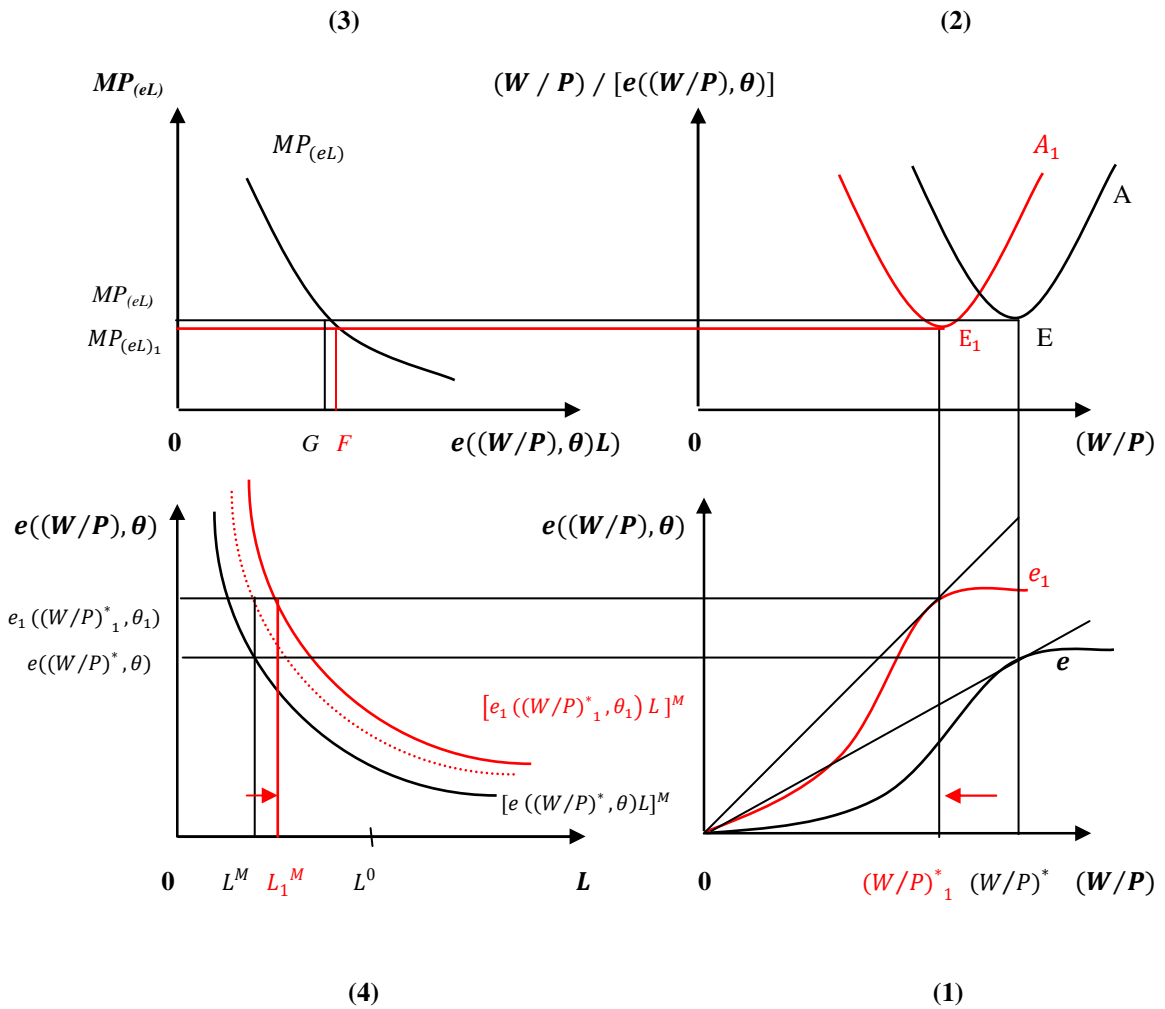 (3) (2)
MP₍ₑL₎ (W / P) / [e((W/P), θ)]
MP₍ₑL₎ A₁
A
MP₍ₑL₎
MP₍ₑL₎₁ E₁ E
0 G F e((W/P), θ)L) 0 (W/P)
e((W/P), θ) e((W/P), θ)
e₁ ((W/P)*₁, θ₁) e₁
e((W/P)*, θ) e
[e₁ ((W/P)*₁, θ₁) L]ᴹ
[e ((W/P)*, θ)L]ᴹ
0 Lᴹ L₁ᴹ L⁰ L 0 (W/P)*₁ (W/P)* (W/P)
(4) (1)